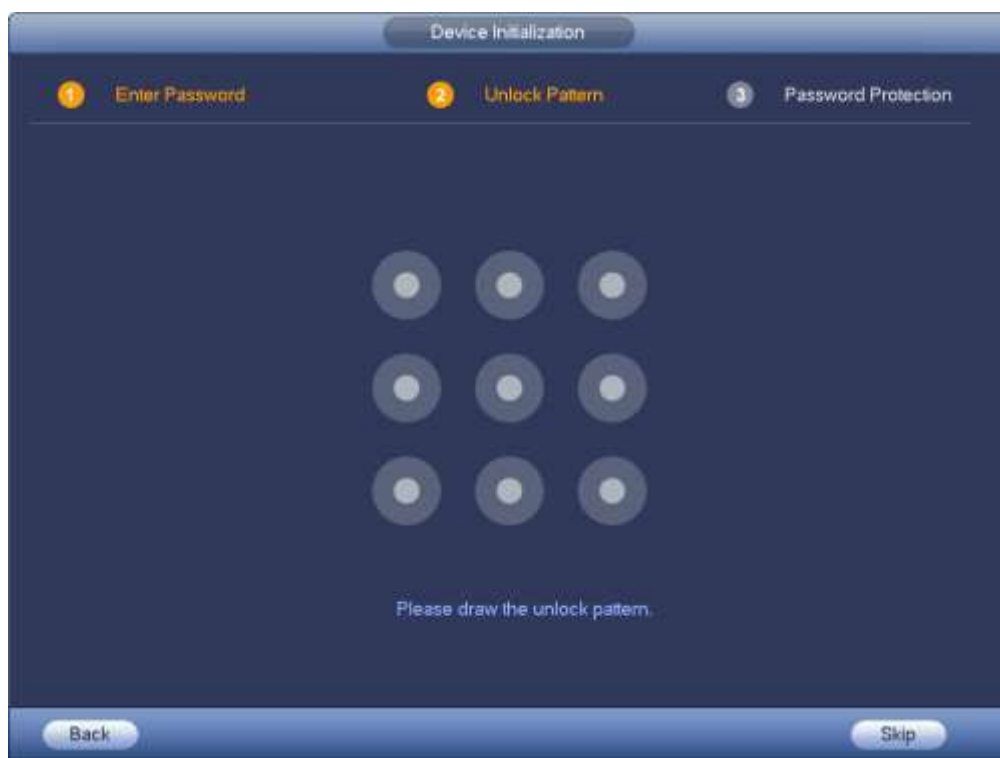 Device Initialization
1 Enter Password 2 Unlock Pattern 3 Password Protection
Please draw the unlock pattern.
Back Skip